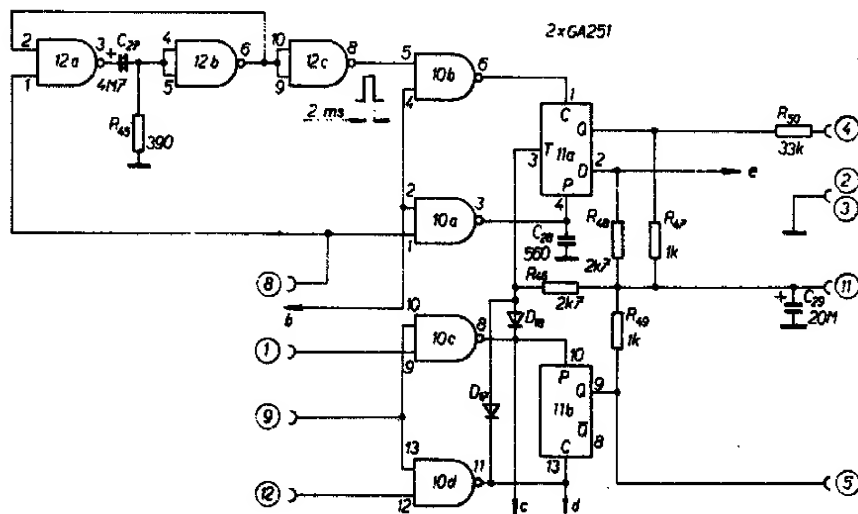 2×GA251
2
3
C27
+
4
10
8
5
12a
4M7
12b
6
12c
10b
6
1
5
9
4
2 ms
R45
390
1
C
Q
R50
4
T
11a
33k
3
D
2
e
P
2
2
3
4
3
10a
R48
R47
1
C28
560
2k7
1k
8
R46
11
b
10
2k7
+
C29
20M
D18
R49
1
10c
8
1k
9
10
P
D17
Q
9
9
11b
Q
8
13
C
10d
11
13
12
12
5
c
d